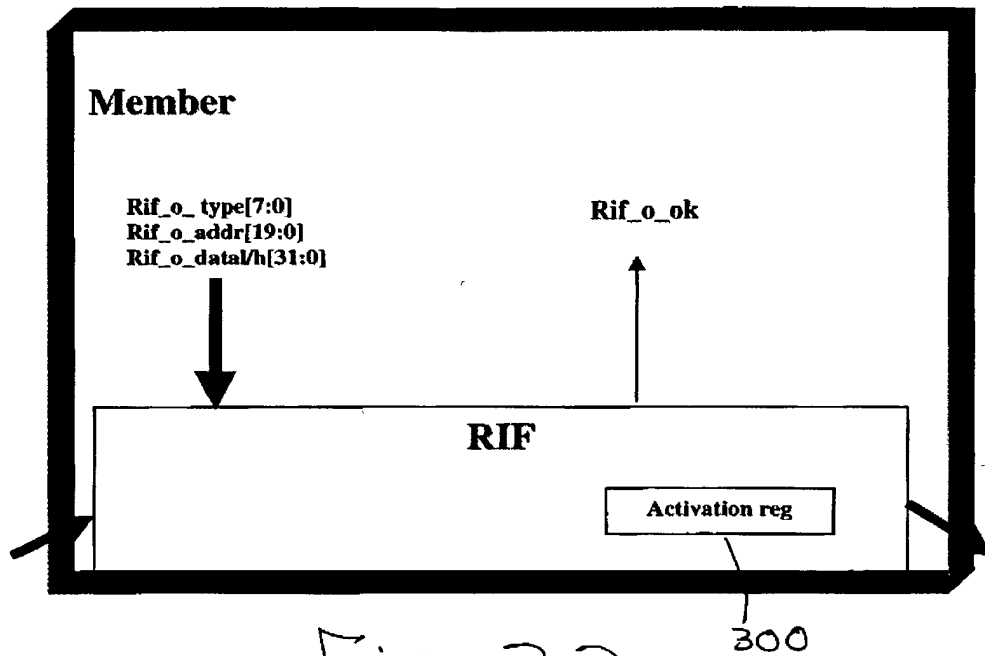 Member
Rif_o_ type[7:0]
Rif_o_addr[19:0]
Rif_o_datal/h[31:0]
Rif_o_ok
RIF
Activation reg
300